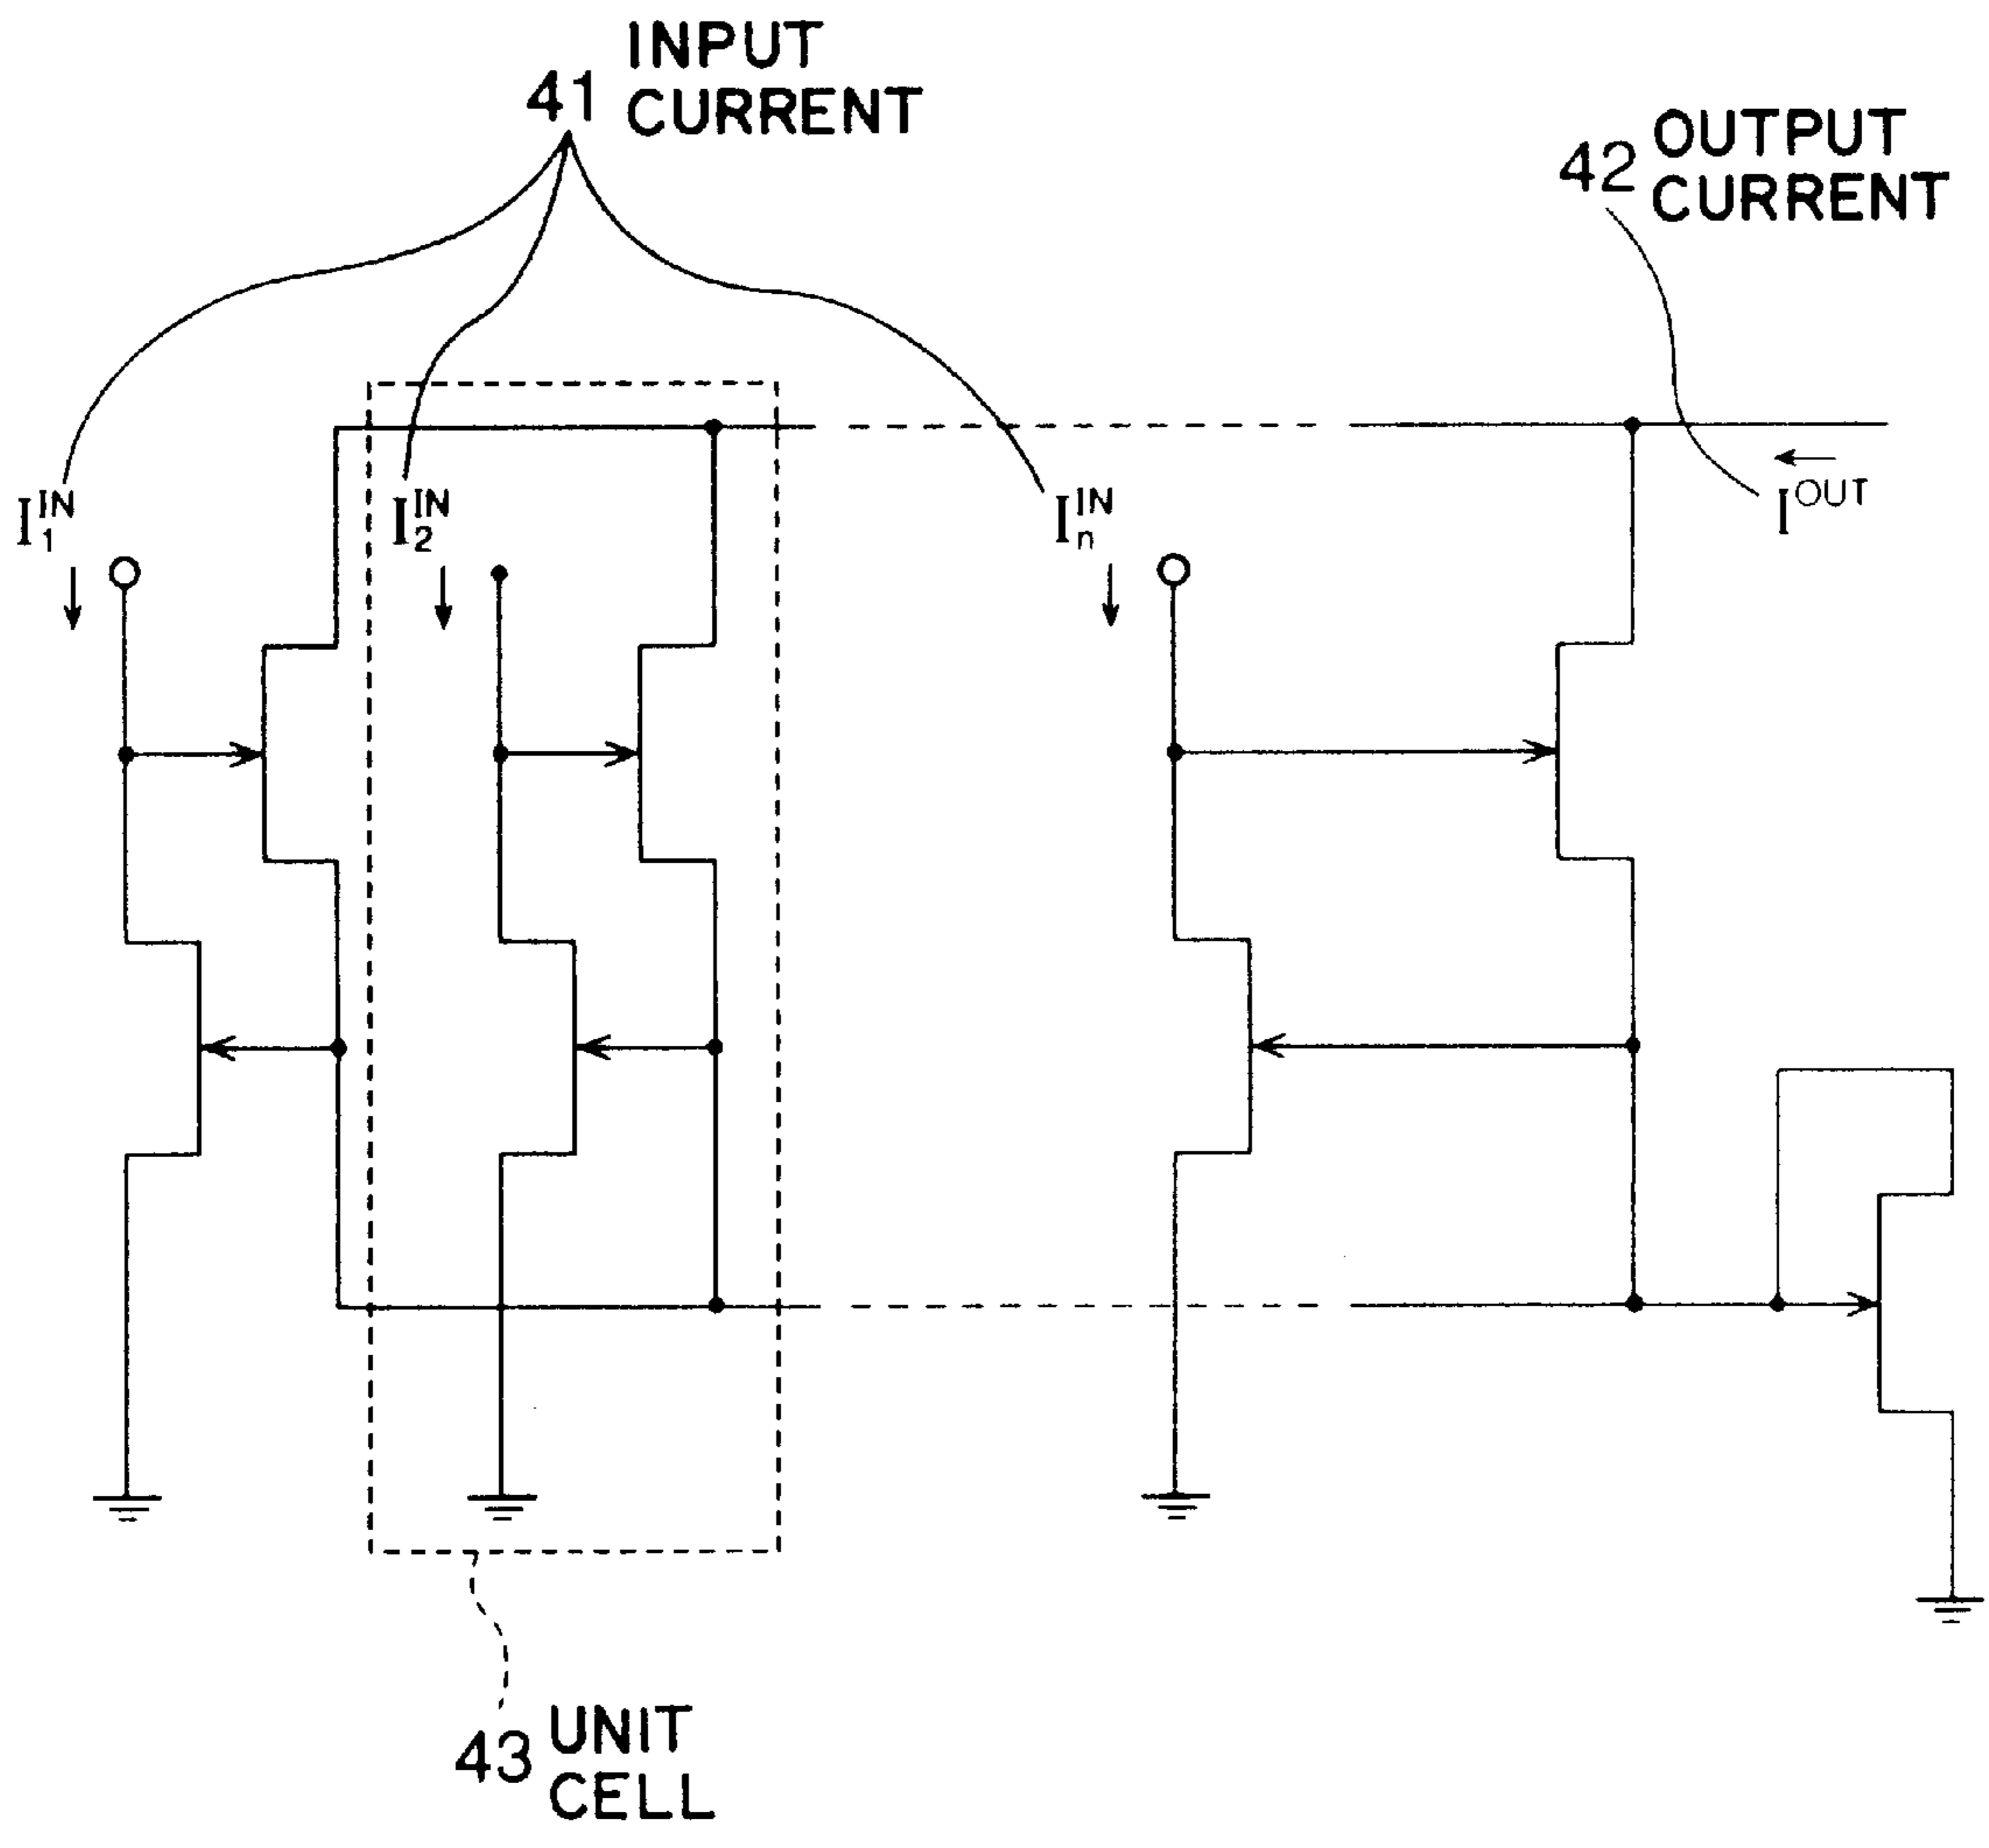 41 INPUT CURRENT
42 OUTPUT CURRENT
I₁ᴵᴺ
I₂ᴵᴺ
Iₙᴵᴺ
Iᴼᵁᵀ
43 UNIT CELL